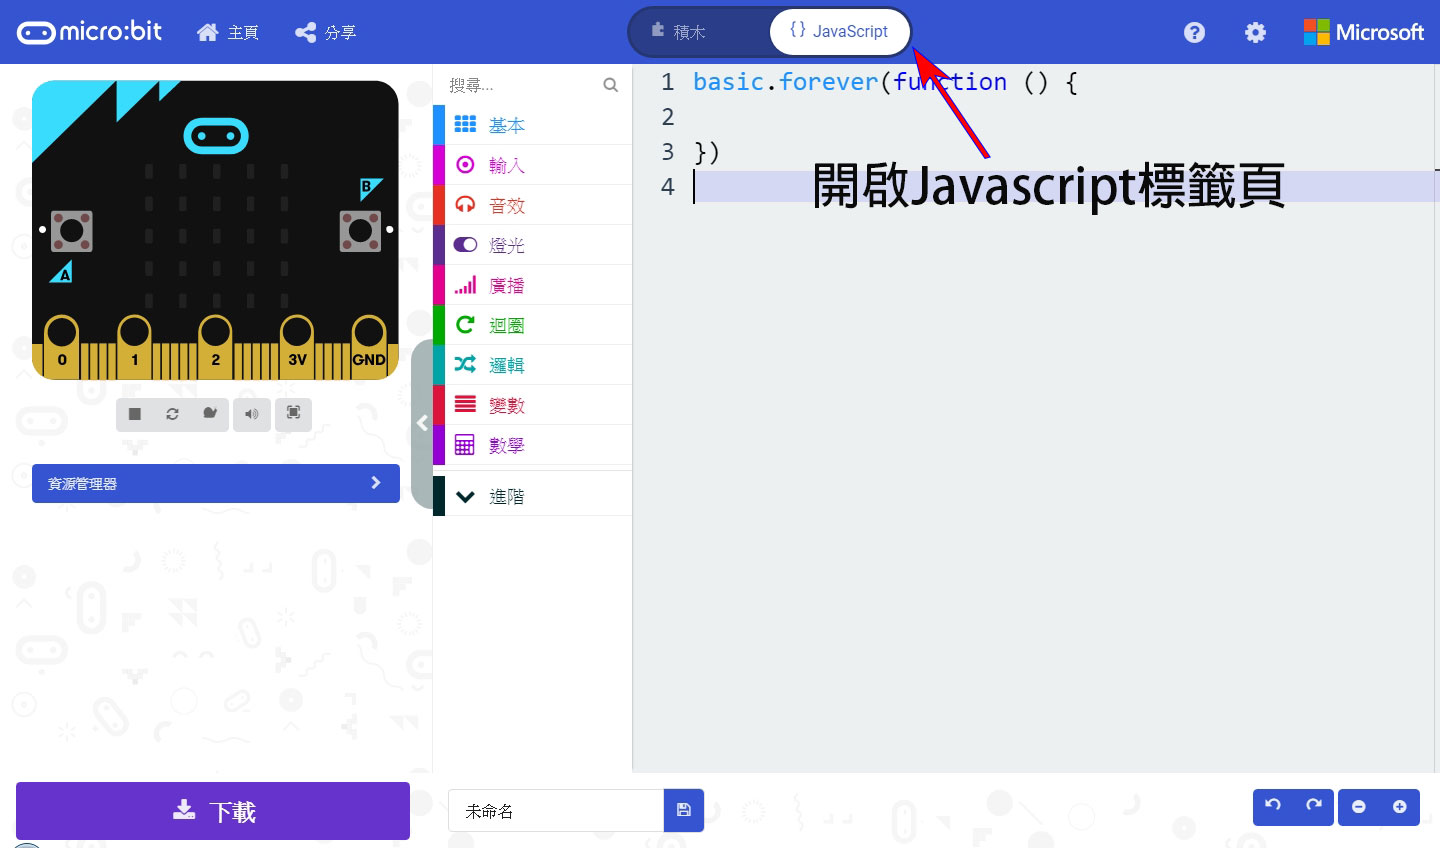 micro:bit 主頁 分享 積木 {} JavaScript Microsoft
搜尋...
基本
輸入
音效
燈光
廣播
迴圈
邏輯
變數
數學
進階
B
A
0 1 2 3V GND
資源管理器
1 basic.forever(function () {
2
3 })
4
開啟Javascript標籤頁
下載
未命名